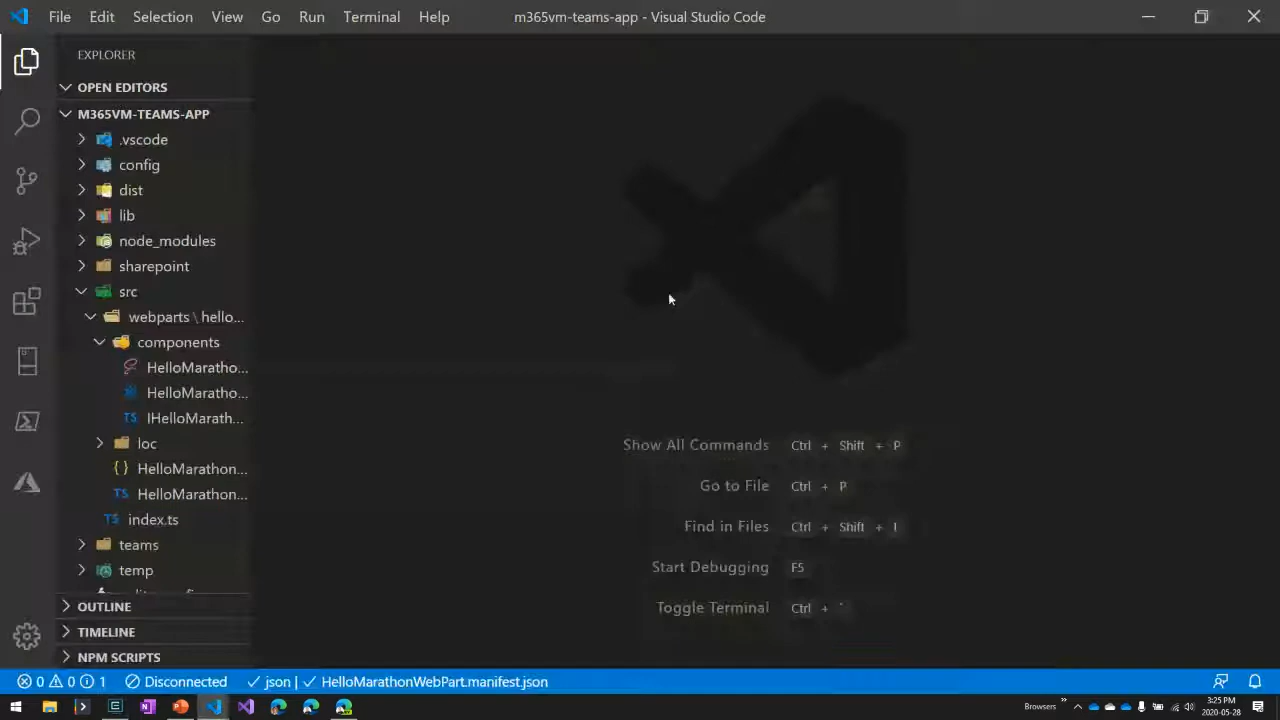 File Edit Selection View Go Run Terminal Help m365vm-teams-app - Visual Studio Code
EXPLORER
OPEN EDITORS
M365VM-TEAMS-APP
.vscode
config
dist
lib
node_modules
sharepoint
src
webparts \ hello...
components
HelloMaratho...
HelloMaratho...
TS IHelloMarath...
loc
{} HelloMarathon...
TS HelloMarathon...
TS index.ts
teams
temp
OUTLINE
TIMELINE
NPM SCRIPTS
Show All Commands Ctrl + Shift + P
Go to File Ctrl + P
Find in Files Ctrl + Shift +
Start Debugging F5
Toggle Terminal Ctrl + `
0 0 1 Disconnected ✓ json | ✓ HelloMarathonWebPart.manifest.json
Browsers » 3:25 PM
2020-05-28